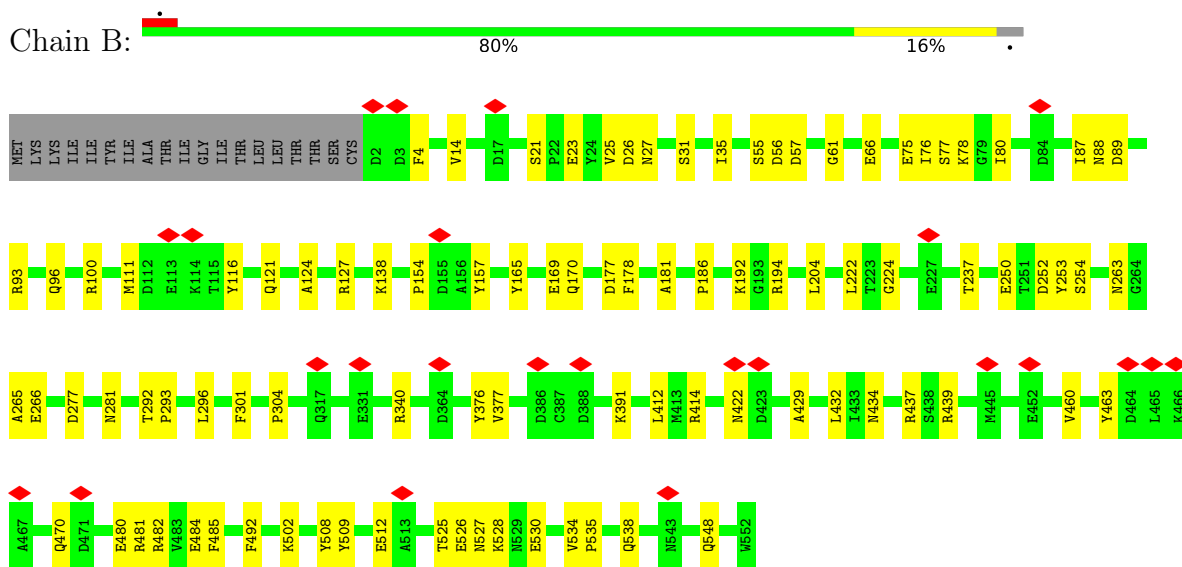 Chain B:
80% 16%
MET LYS LYS ILE ILE TYR ILE ALA THR ILE GLY ILE THR LEU LEU THR THR SER CYS D2 D3 F4 V14 D17 S21 P22 E23 Y24 V25 D26 N27 S31 I35 S55 D56 D57 G61 E66 E75 I76 S77 K78 G79 I80 D84 I87 N88 D89
R93 Q96 R100 M111 D112 E113 K114 T115 Y116 Q121 A124 R127 K138 P154 D155 A156 Y157 Y165 E169 Q170 D177 F178 A181 P186 K192 G193 R194 L204 L222 T223 G224 E227 T237 E250 T251 D252 Y253 S254 N263 G264
A265 E266 D277 N281 T292 P293 L296 F301 P304 Q317 E331 R340 D364 Y376 V377 D386 C387 D388 K391 L412 M413 R414 N422 D423 A429 L432 I433 N434 R437 S438 R439 M445 E452 V460 Y463 D464 L465 K466
A467 Q470 D471 E480 R481 R482 V483 E484 F485 F492 K502 Y508 Y509 E512 A513 T525 E526 N527 K528 N529 E530 V534 P535 Q538 N543 Q548 W552